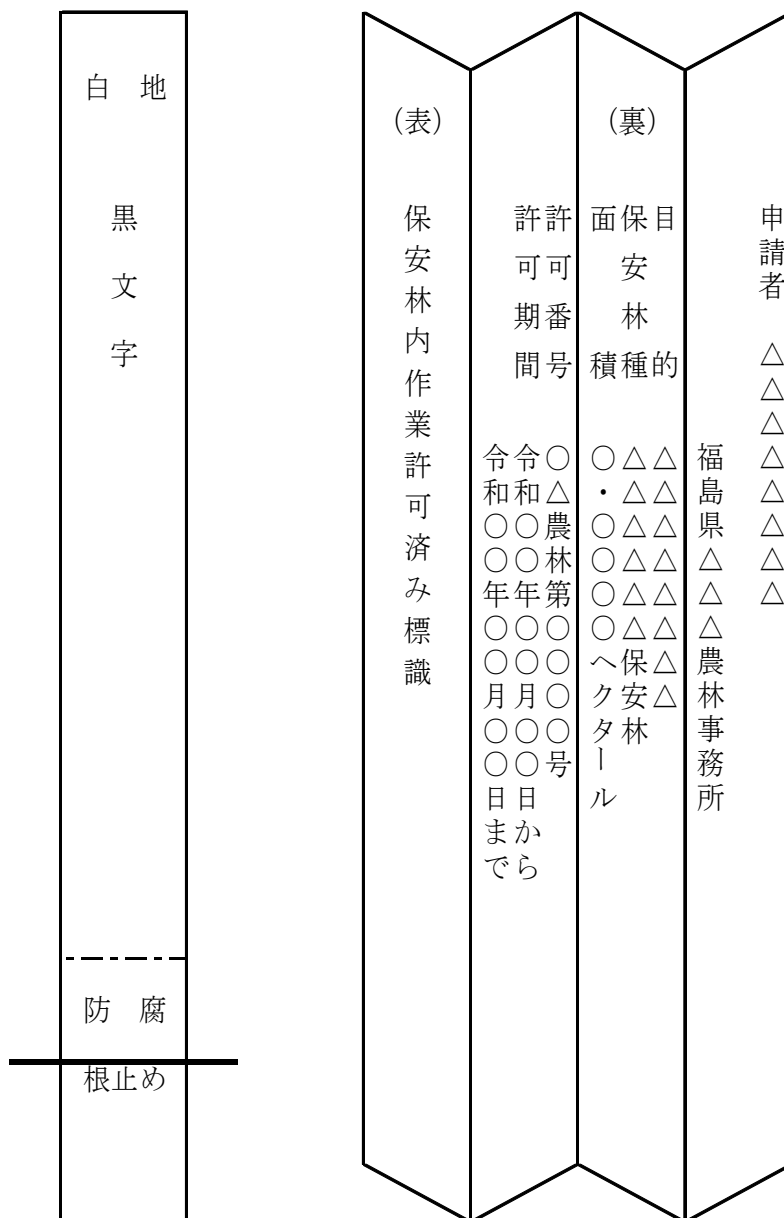 白　地
黒文字
防　腐
根止め
（表）
保安林内作業許可済み標識
許可番号　○△農林第○○○○号
許可期間　令和○○年○○月○○日から
令和○○年○○月○○日まで
（裏）
目的　△△△△△△△△
保安林種　△△△△△△保安林
面積　○・○○○○ヘクタール
申請者　△△△△△△△△
福島県△△△農林事務所